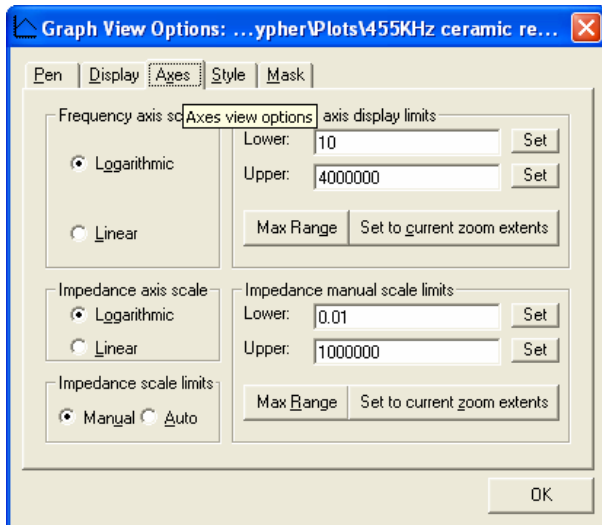 Graph View Options: ...ypher\Plots\455KHz ceramic re...
Pen Display Axes Style Mask
Axes view options
Frequency axis sc
Logarithmic
Linear
axis display limits
Lower: 10 Set
Upper: 4000000 Set
Max Range Set to current zoom extents
Impedance axis scale
Logarithmic
Linear
Impedance manual scale limits
Lower: 0.01 Set
Upper: 1000000 Set
Max Range Set to current zoom extents
Impedance scale limits
Manual Auto
OK